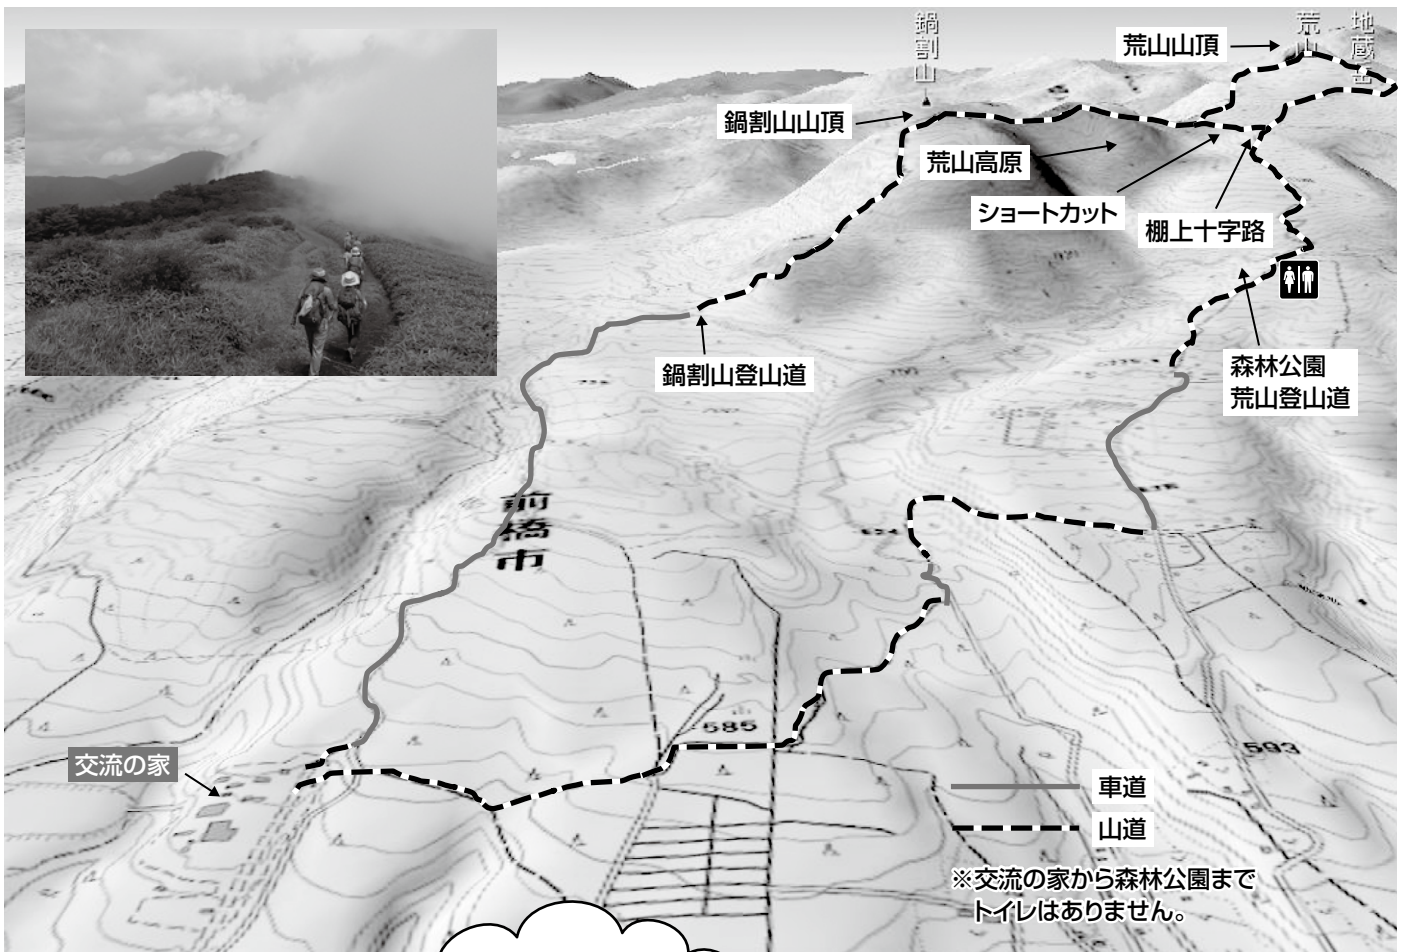 鍋割山
荒山
地蔵岳
荒山山頂
鍋割山山頂
荒山高原
ショートカット
棚上十字路
鍋割山登山道
森林公園
荒山登山道
前橋市
585
593
交流の家
車道
山道
※交流の家から森林公園まで
トイレはありません。